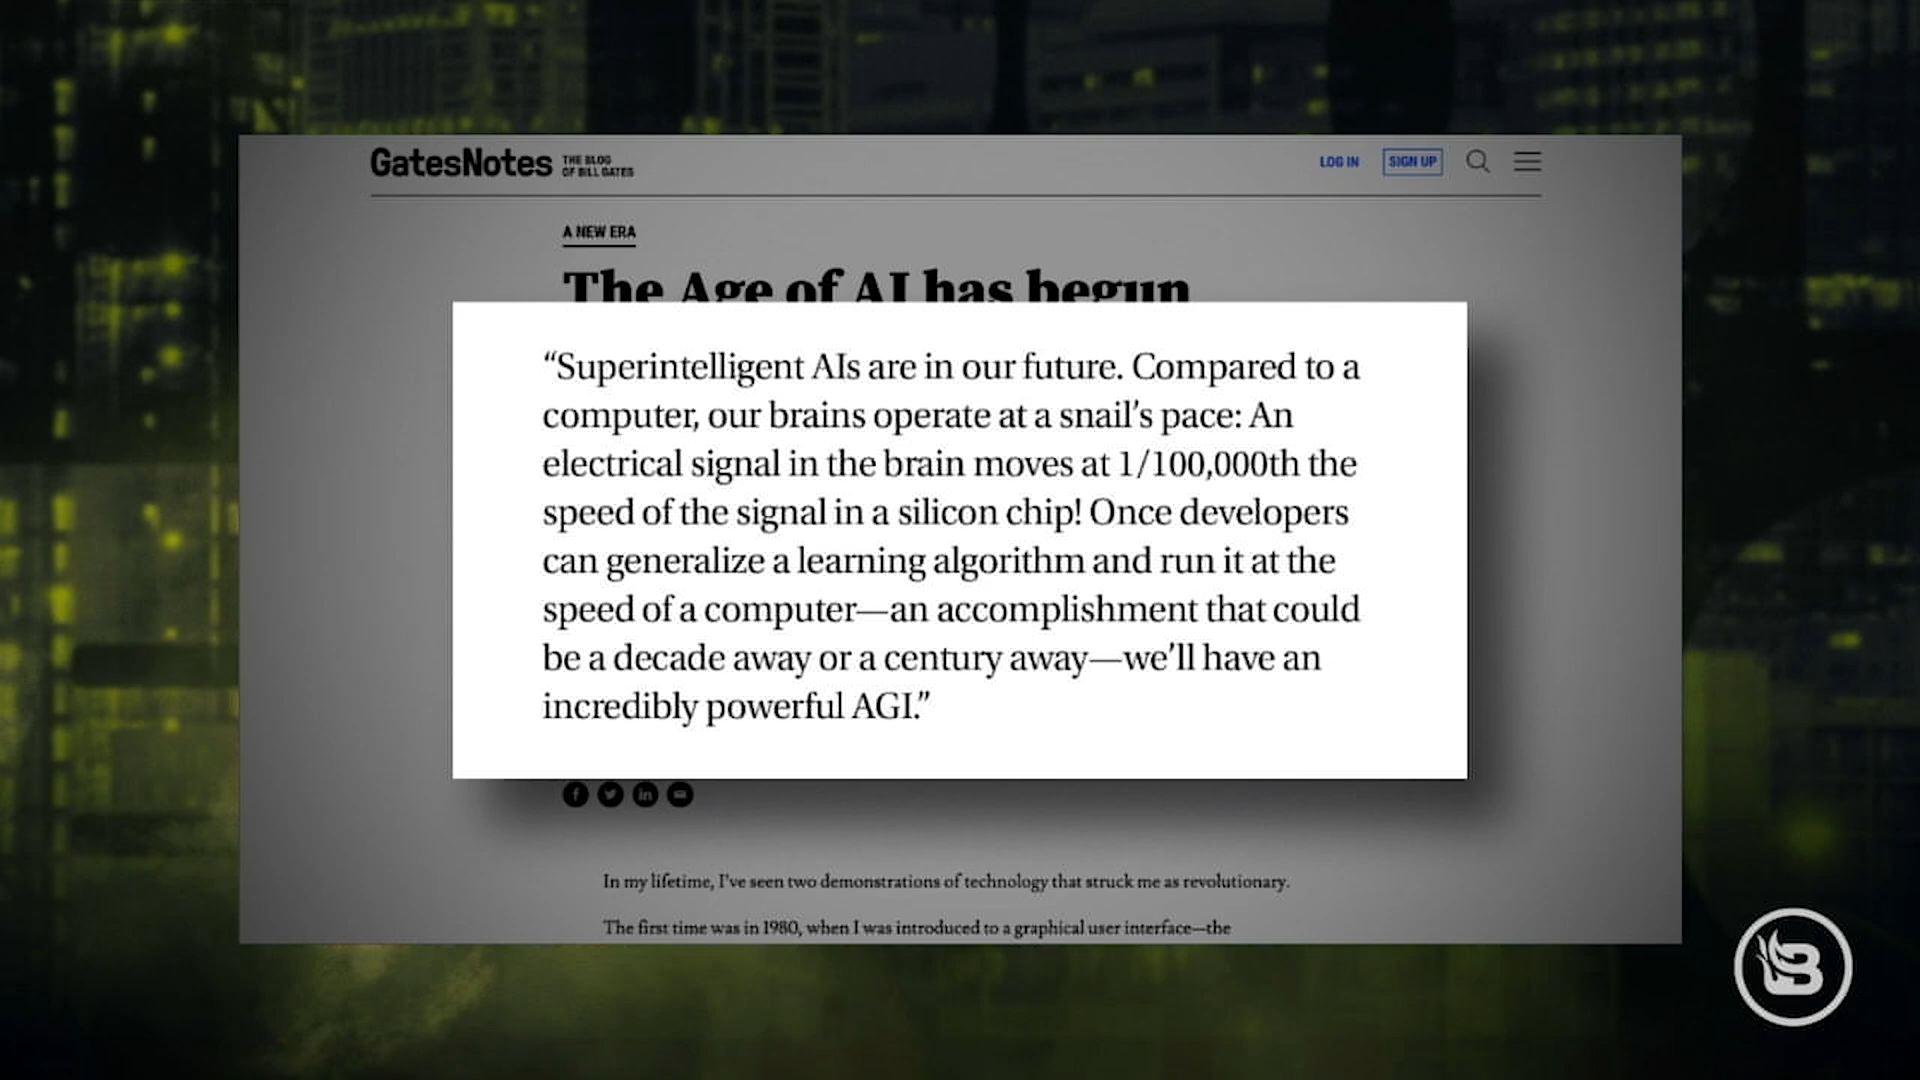 GatesNotes
THE BLOG
OF BILL GATES
LOG IN
SIGN UP
A NEW ERA
The Age of AI has begun
“Superintelligent AIs are in our future. Compared to a
computer, our brains operate at a snail’s pace: An
electrical signal in the brain moves at 1/100,000th the
speed of the signal in a silicon chip! Once developers
can generalize a learning algorithm and run it at the
speed of a computer—an accomplishment that could
be a decade away or a century away—we’ll have an
incredibly powerful AGI.”
In my lifetime, I’ve seen two demonstrations of technology that struck me as revolutionary.
The first time was in 1980, when I was introduced to a graphical user interface—the
B